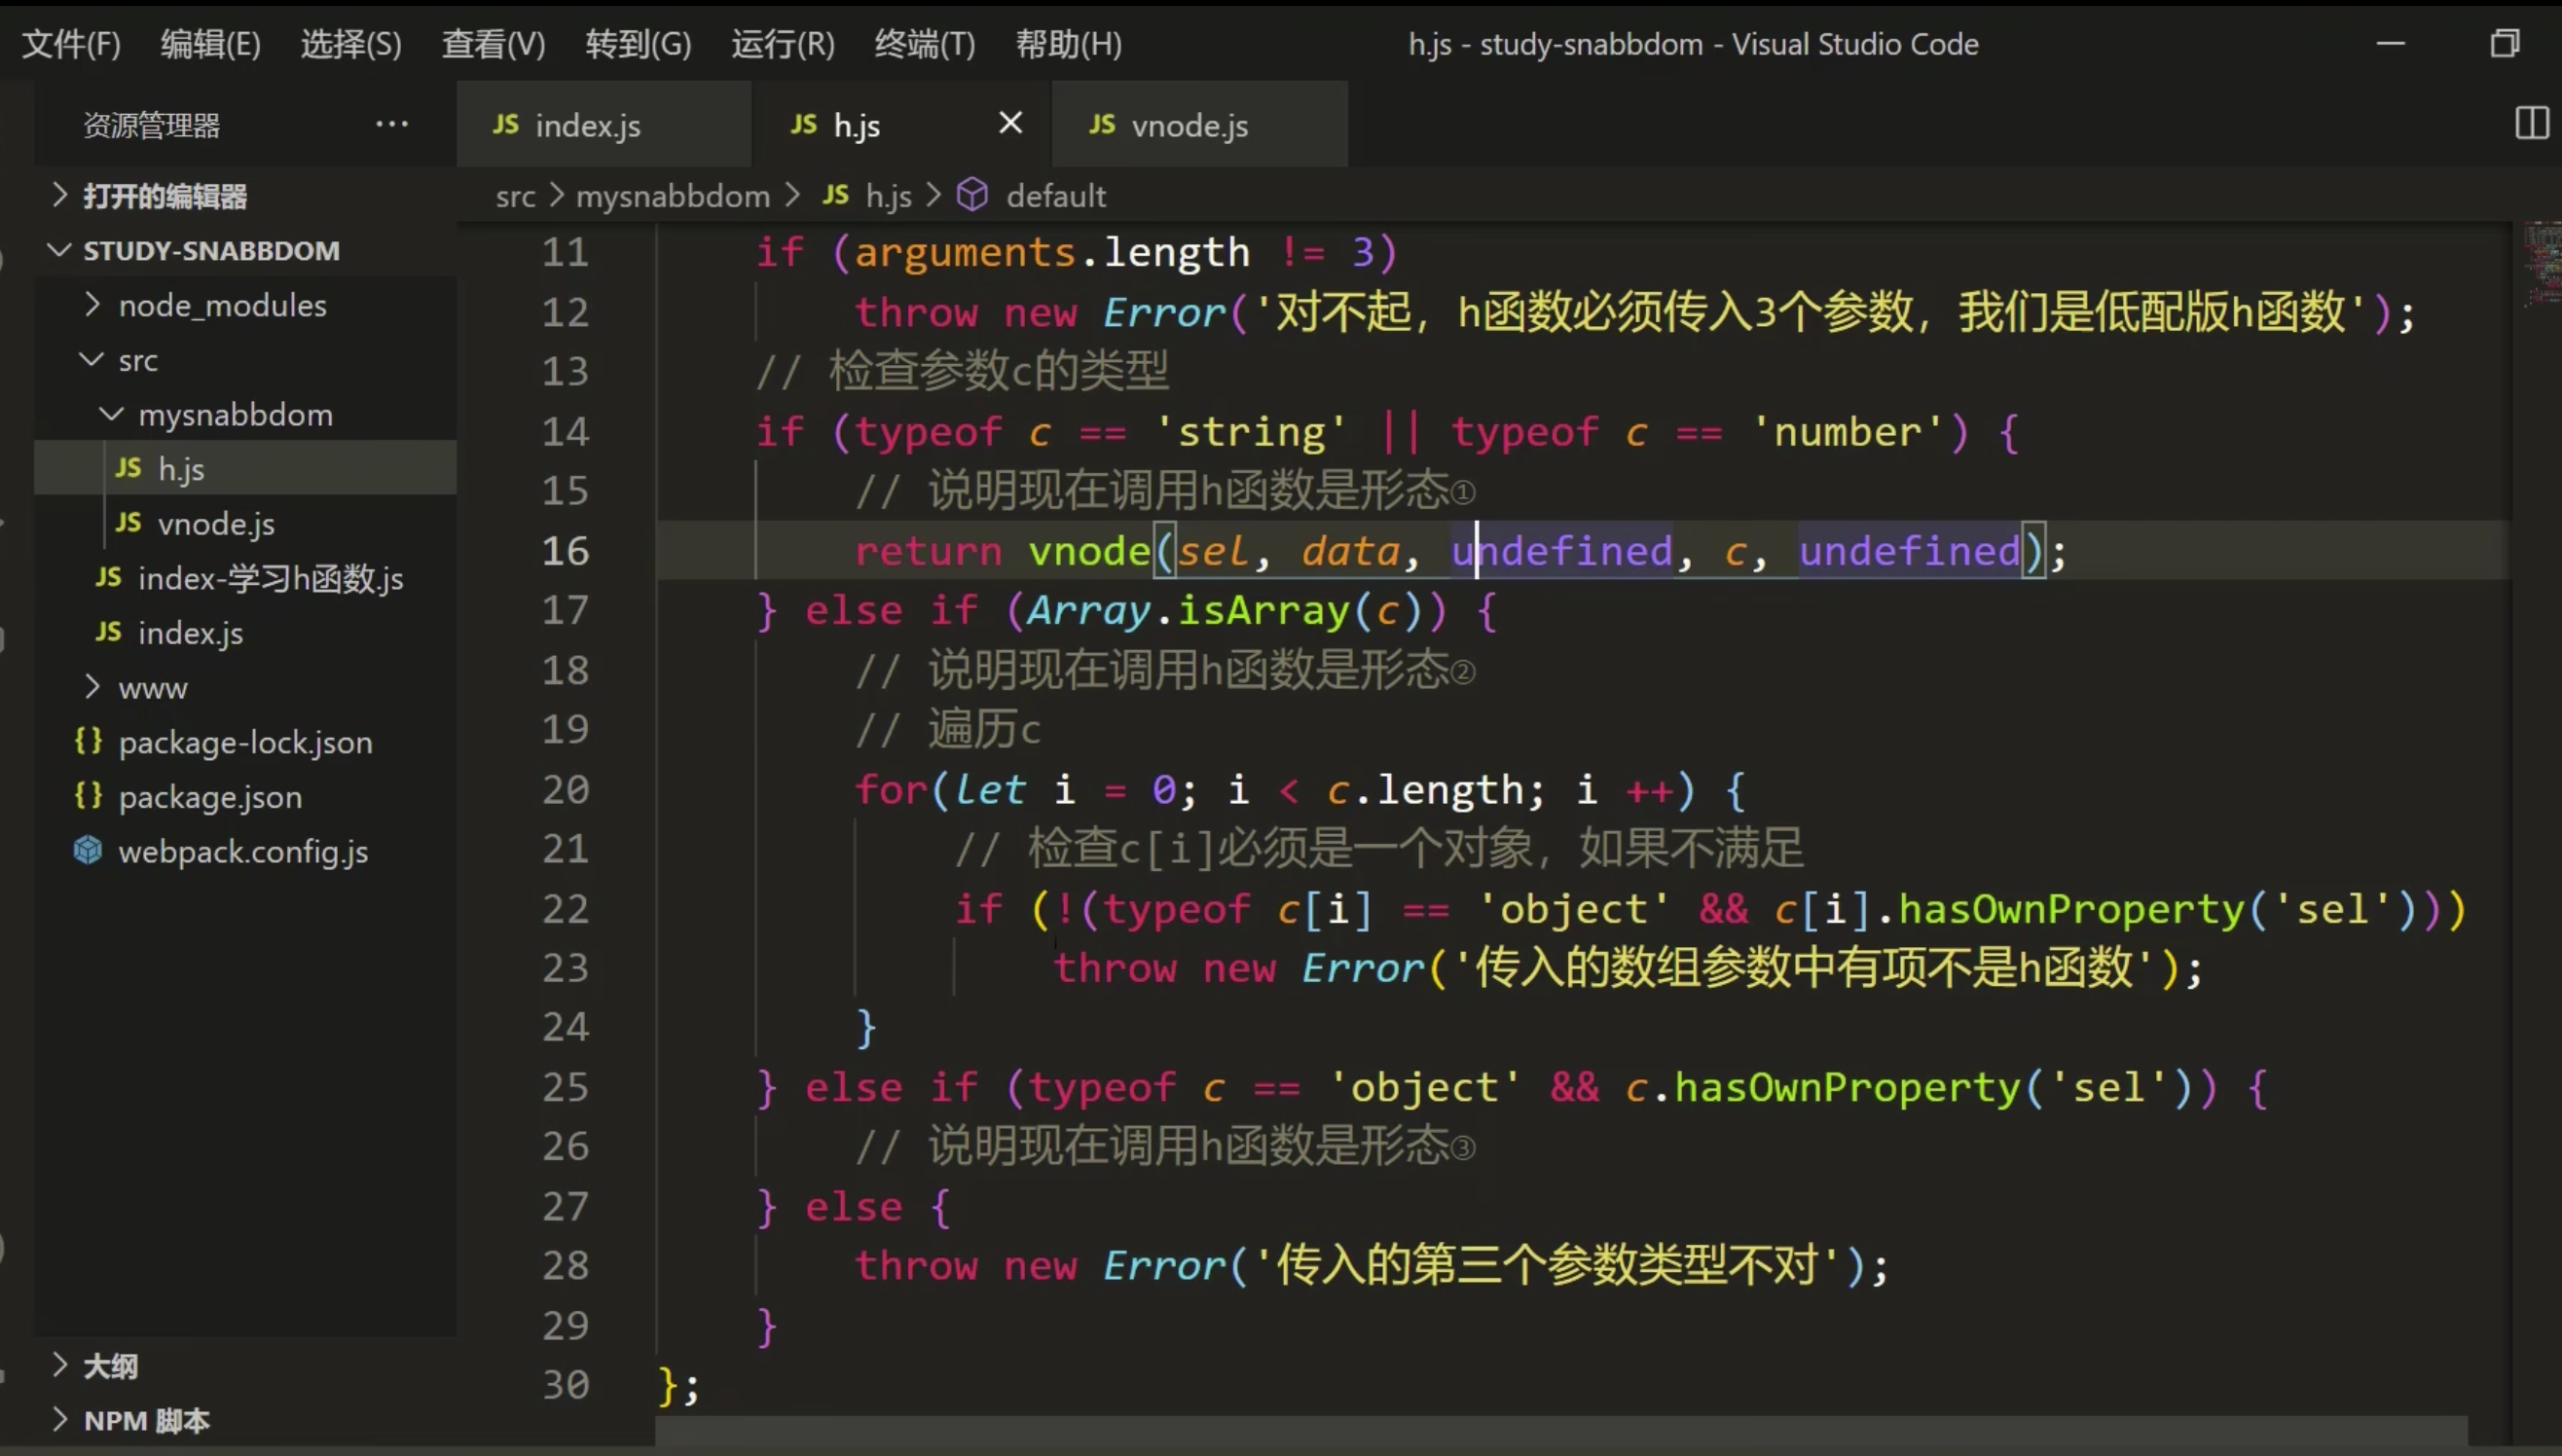 文件(F) 编辑(E) 选择(S) 查看(V) 转到(G) 运行(R) 终端(T) 帮助(H) h.js - study-snabbdom - Visual Studio Code
资源管理器 ···
JS index.js JS h.js JS vnode.js
打开的编辑器
STUDY-SNABBDOM
node_modules
src
mysnabbdom
JS h.js
JS vnode.js
JS index-学习h函数.js
JS index.js
www
{} package-lock.json
{} package.json
webpack.config.js
大纲
NPM 脚本
src > mysnabbdom > JS h.js > default
11 if (arguments.length != 3)
12 throw new Error('对不起，h函数必须传入3个参数，我们是低配版h函数');
13 // 检查参数c的类型
14 if (typeof c == 'string' || typeof c == 'number') {
15 // 说明现在调用h函数是形态①
16 return vnode(sel, data, undefined, c, undefined);
17 } else if (Array.isArray(c)) {
18 // 说明现在调用h函数是形态②
19 // 遍历c
20 for(let i = 0; i < c.length; i ++) {
21 // 检查c[i]必须是一个对象，如果不满足
22 if (!(typeof c[i] == 'object' && c[i].hasOwnProperty('sel')))
23 throw new Error('传入的数组参数中有项不是h函数');
24 }
25 } else if (typeof c == 'object' && c.hasOwnProperty('sel')) {
26 // 说明现在调用h函数是形态③
27 } else {
28 throw new Error('传入的第三个参数类型不对');
29 }
30 };